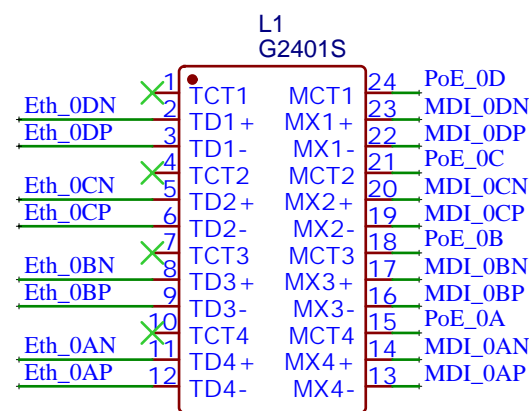 L1
G2401S
1 TCT1 MCT1 24 PoE_0D
Eth_0DN 2 TD1+ MX1+ 23 MDI_0DN
Eth_0DP 3 TD1- MX1- 22 MDI_0DP
4 TCT2 MCT2 21 PoE_0C
Eth_0CN 5 TD2+ MX2+ 20 MDI_0CN
Eth_0CP 6 TD2- MX2- 19 MDI_0CP
7 TCT3 MCT3 18 PoE_0B
Eth_0BN 8 TD3+ MX3+ 17 MDI_0BN
Eth_0BP 9 TD3- MX3- 16 MDI_0BP
10 TCT4 MCT4 15 PoE_0A
Eth_0AN 11 TD4+ MX4+ 14 MDI_0AN
Eth_0AP 12 TD4- MX4- 13 MDI_0AP